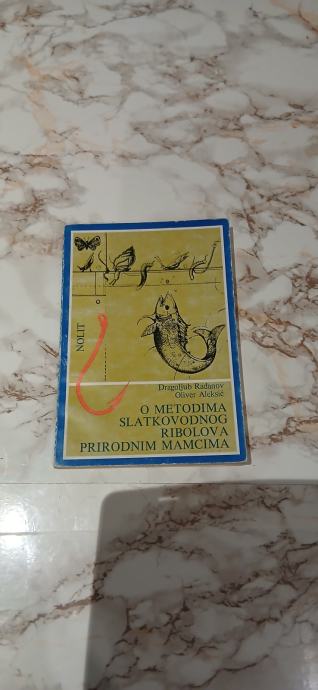 NOLIT
Dragoljub Radanov
Oliver Aleksić
O METODIMA
SLATKOVODNOG
RIBOLOVA
PRIRODNIM MAMCIMA